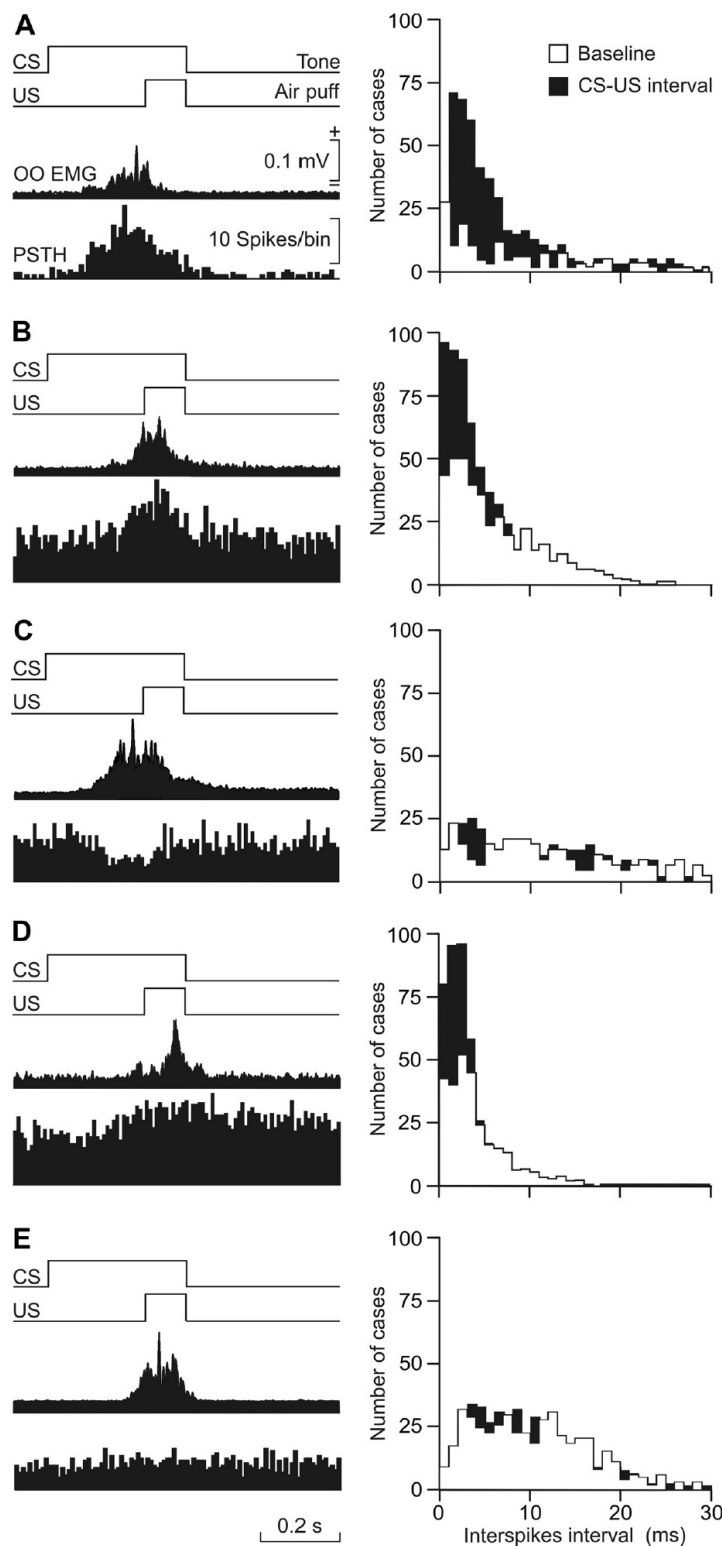 A
CS
Tone
US
Air puff
OO EMG
+
0.1 mV
=
PSTH
10 Spikes/bin
Baseline
CS-US interval
Number of cases
100
75
50
25
0
B
CS
US
Number of cases
100
75
50
25
0
C
CS
US
Number of cases
100
75
50
25
0
D
CS
US
Number of cases
100
75
50
25
0
E
CS
US
0.2 s
Number of cases
100
75
50
25
0
0 10 20 30
Interspikes interval (ms)